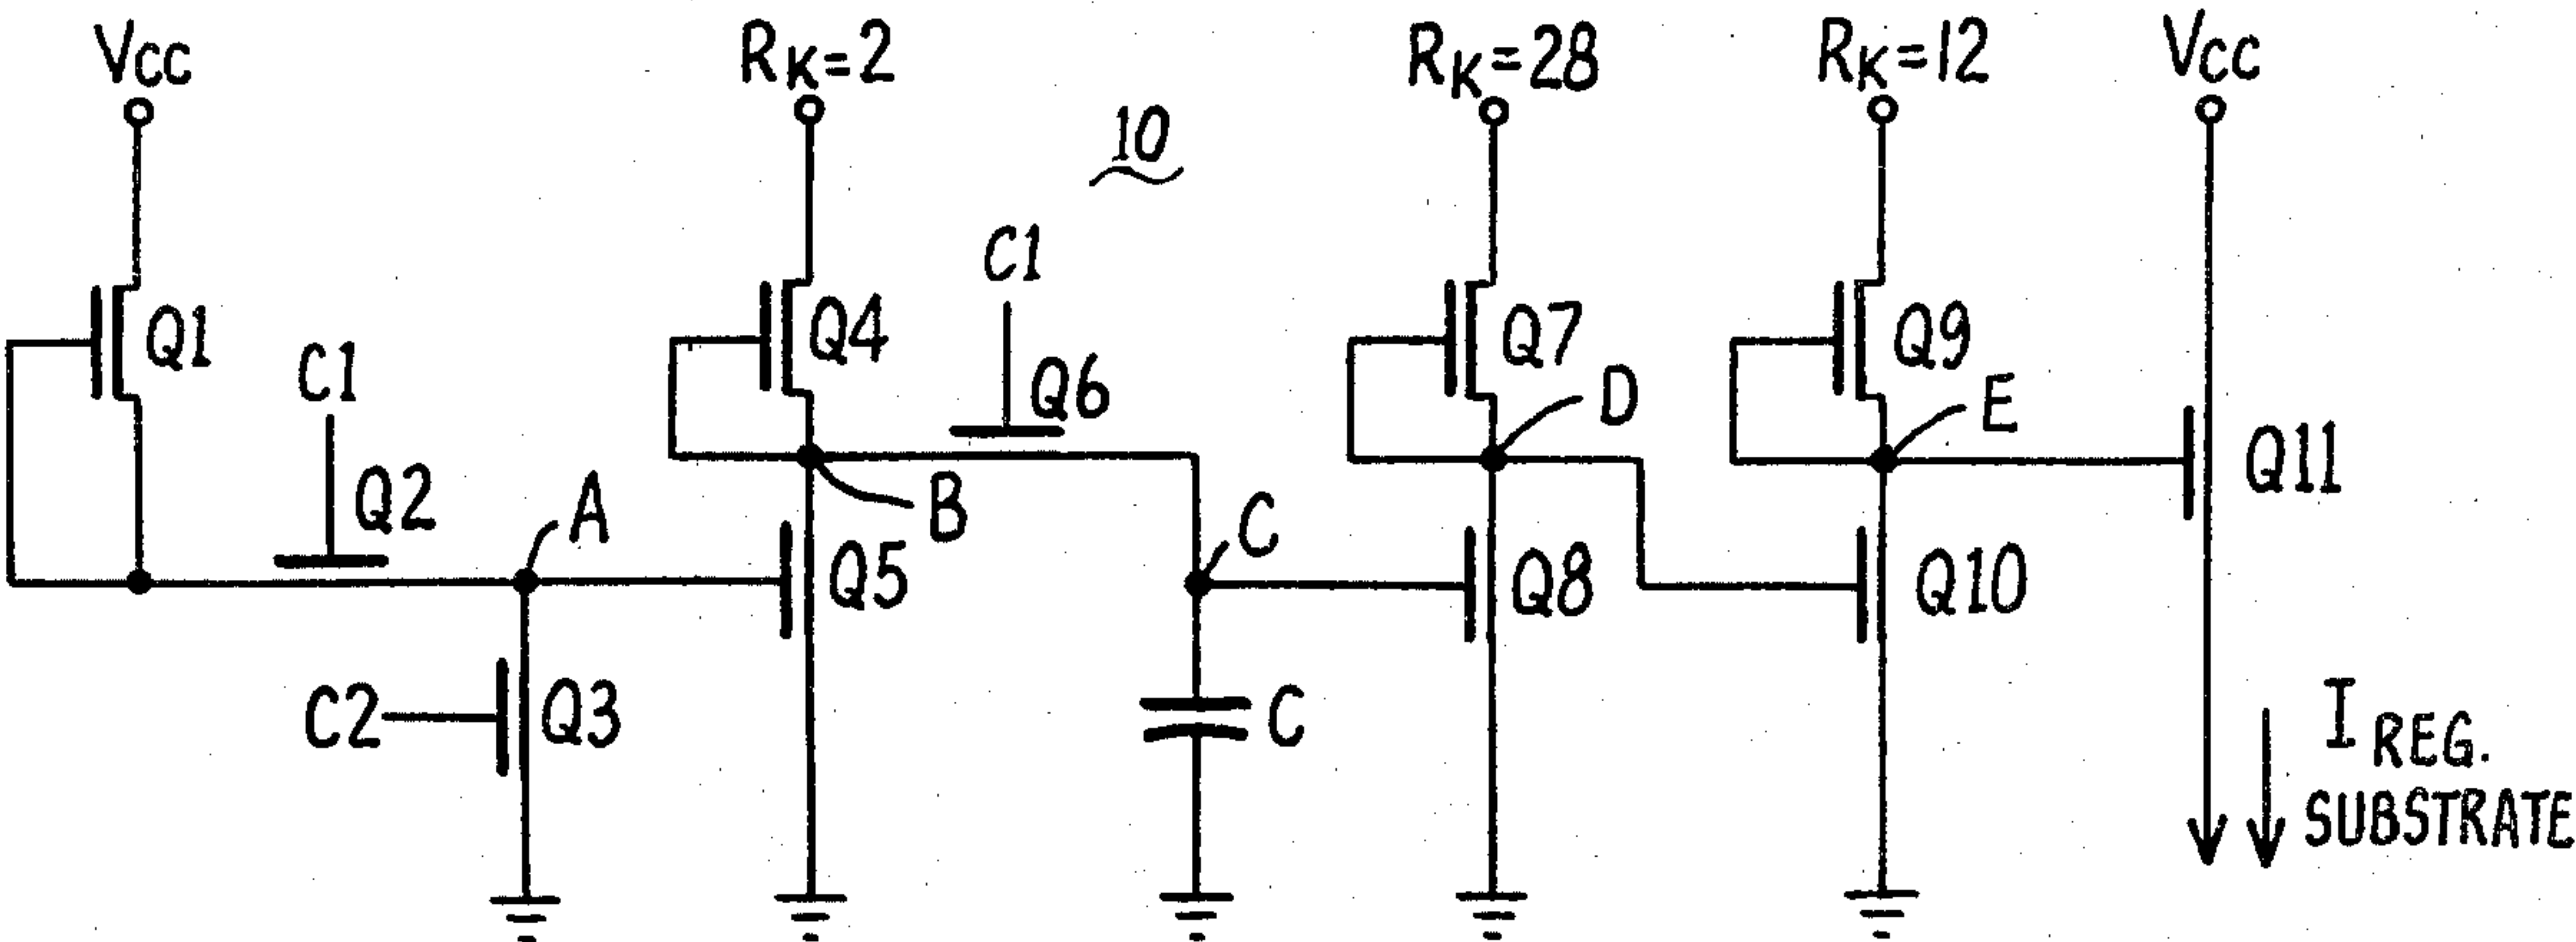 Vcc
RK=2
RK=28
RK=12
Vcc
10
C1
Q1
Q4
Q7
Q9
C1
Q6
D
E
Q2
A
B
Q11
C
Q5
Q8
Q10
C2
Q3
C
I REG.
SUBSTRATE